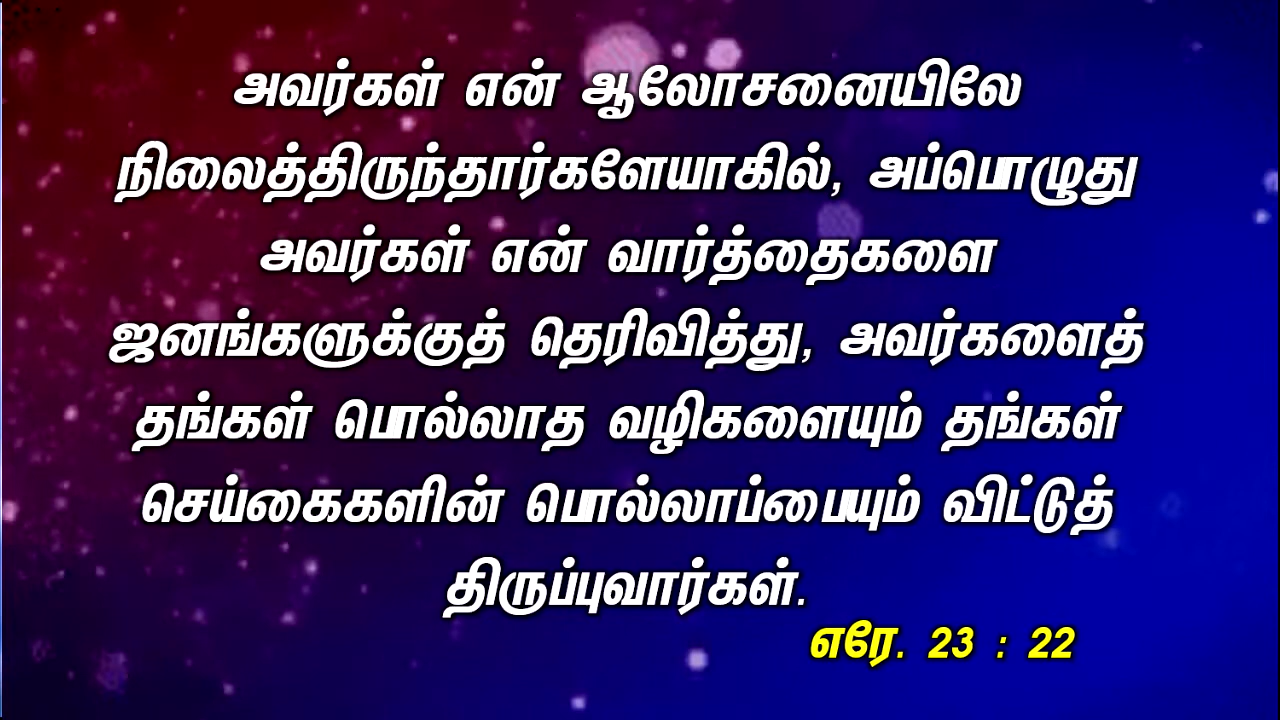 அவர்கள் என் ஆலோசனையிலே
நிலைத்திருந்தார்களேயாகில், அப்பொழுது
அவர்கள் என் வார்த்தைகளை
ஜனங்களுக்குத் தெரிவித்து, அவர்களைத்
தங்கள் பொல்லாத வழிகளையும் தங்கள்
செய்கைகளின் பொல்லாப்பையும் விட்டுத்
திருப்புவார்கள்.
எரே. 23 : 22